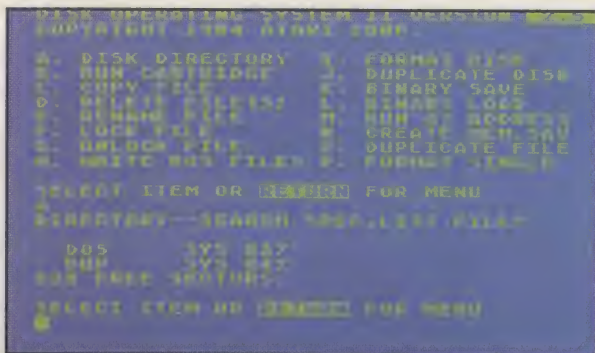 DISK OPERATING SYSTEM II VERSION 2.5
COPYRIGHT 1984 ATARI CORP.
A. DISK DIRECTORY I. FORMAT DISK
B. RUN CARTRIDGE J. DUPLICATE DISK
C. COPY FILE K. BINARY SAVE
D. DELETE FILE(S) L. BINARY LOAD
E. RENAME FILE M. RUN AT ADDRESS
F. LOCK FILE N. CREATE MEM.SAV
G. UNLOCK FILE O. DUPLICATE FILE
H. WRITE DOS FILES P. FORMAT SINGLE
SELECT ITEM OR RETURN FOR MENU
DIRECTORY--SEARCH SPEC,LIST FILE?
DOS SYS
DUP SYS
FREE SECTORS
SELECT ITEM OR RETURN FOR MENU